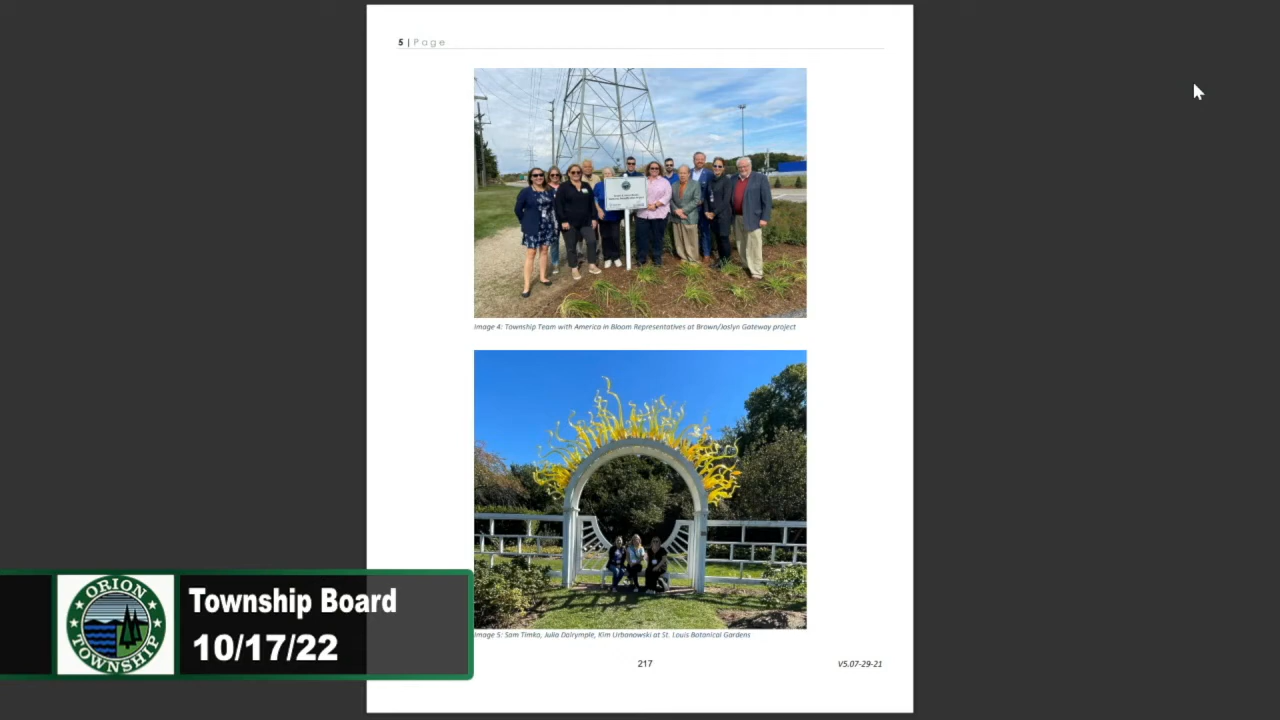 5 | Page
Image 4: Township Team with America in Bloom Representatives at Brown/Joslyn Gateway project
Image 5: Sam Timko, Julia Dalrymple, Kim Urbanowski at St. Louis Botanical Gardens
217
V5.07-29-21
ORION
TOWNSHIP
Township Board
10/17/22